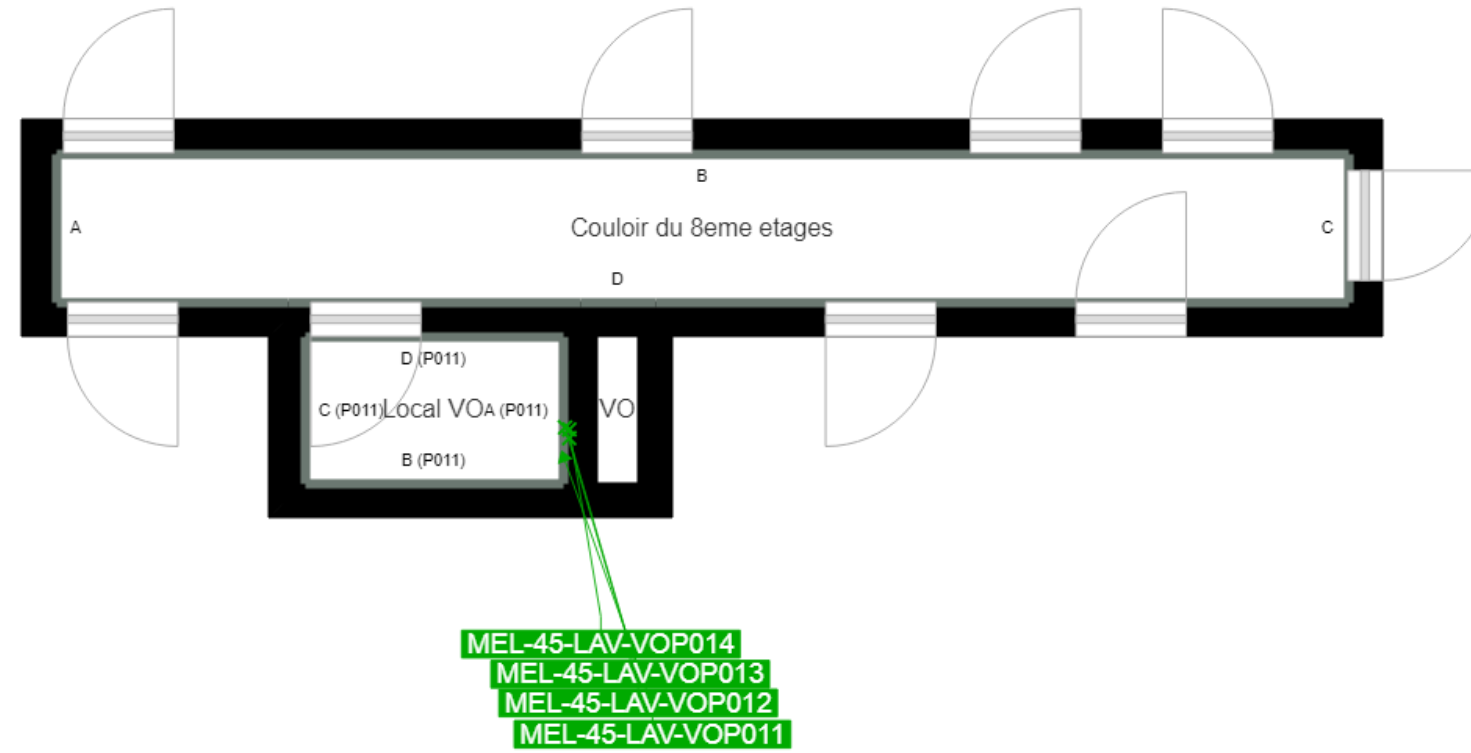 B
A
Couloir du 8eme etages
C
D
D (P011)
C (P011)
Local VO
A (P011)
VO
B (P011)
MEL-45-LAV-VOP014
MEL-45-LAV-VOP013
MEL-45-LAV-VOP012
MEL-45-LAV-VOP011